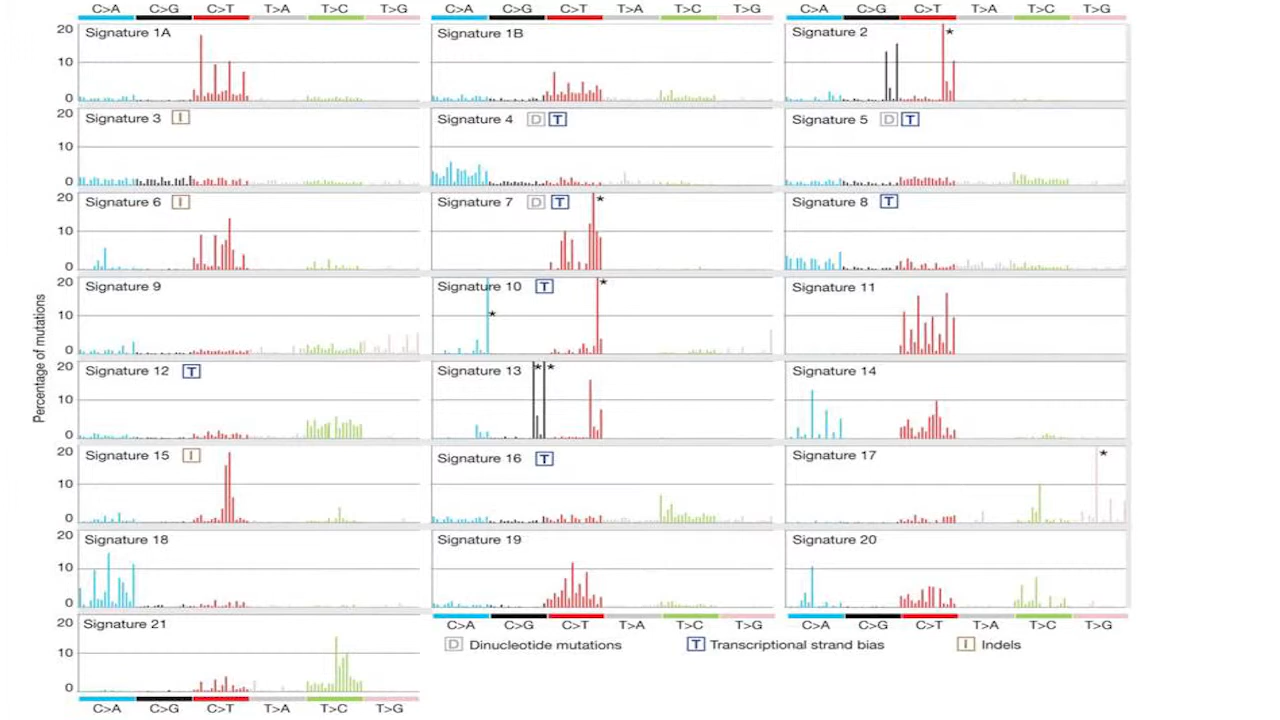 C>A C>G C>T T>A T>C T>G C>A C>G C>T T>A T>C T>G C>A C>G C>T T>A T>C T>G
20 Signature 1A Signature 1B Signature 2 *
10
0
20 Signature 3 I Signature 4 D T Signature 5 D T
10
0
20 Signature 6 I Signature 7 D T * Signature 8 T
10
0
20 Signature 9 Signature 10 T * * Signature 11
10
0
20 Signature 12 T Signature 13 * * Signature 14
10
0
20 Signature 15 I Signature 16 T Signature 17 *
10
0
20 Signature 18 Signature 19 Signature 20
10
0
C>A C>G C>T T>A T>C T>G C>A C>G C>T T>A T>C T>G
20 Signature 21
10
0
C>A C>G C>T T>A T>C T>G
D Dinucleotide mutations T Transcriptional strand bias I Indels
Percentage of mutations